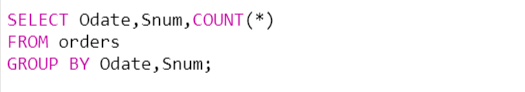 SELECT Odate,Snum,COUNT(*)
FROM orders
GROUP BY Odate,Snum;